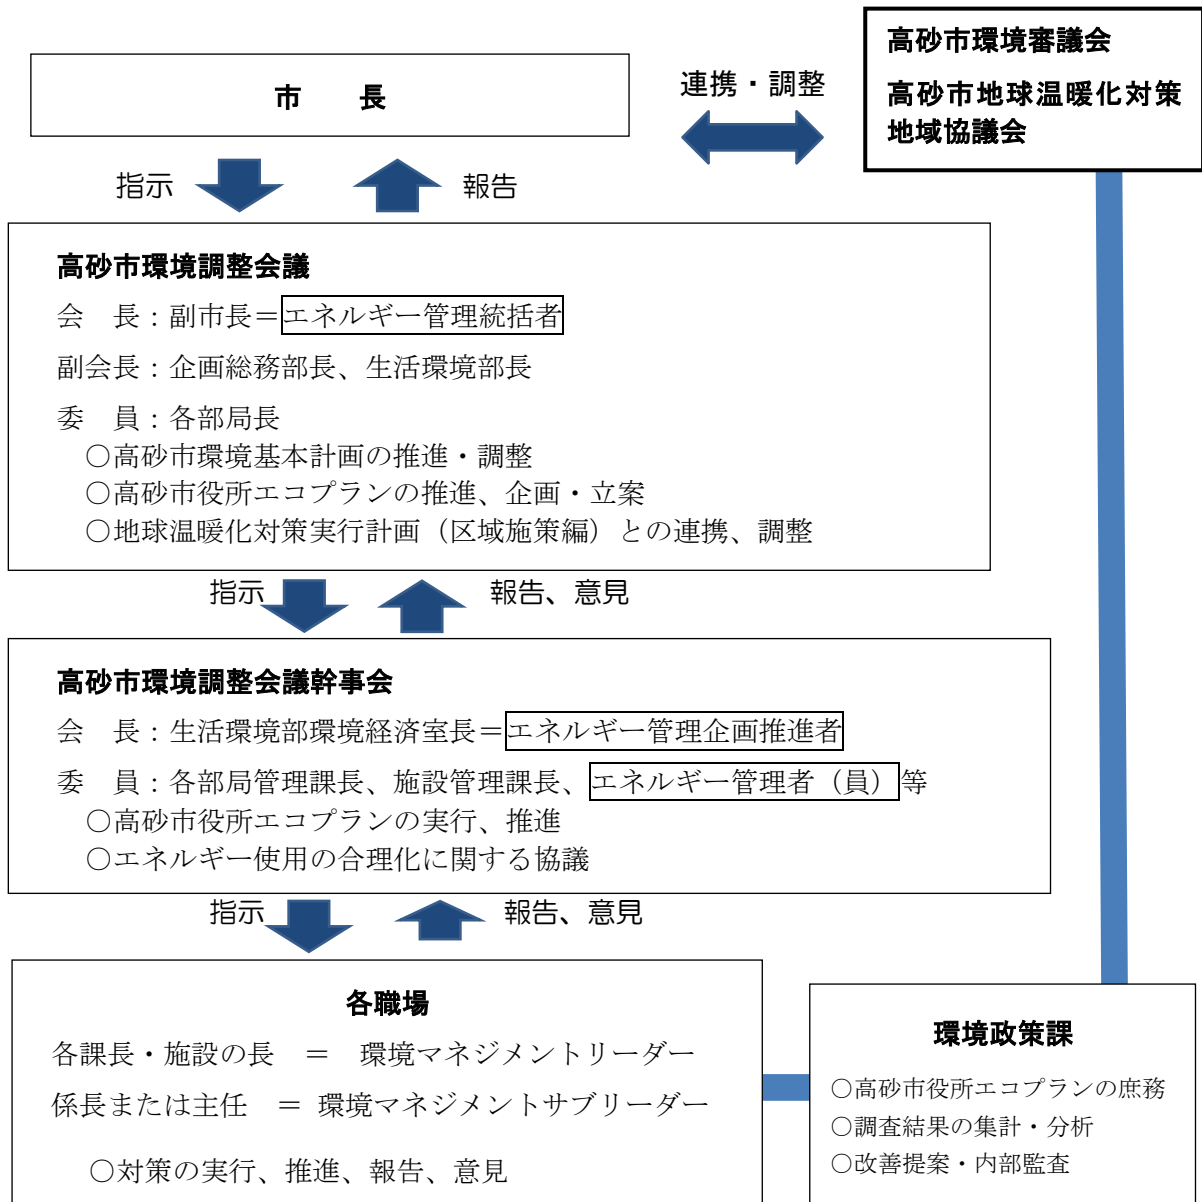 市　　長
連携・調整
高砂市環境審議会
高砂市地球温暖化対策
地域協議会
指示
報告
高砂市環境調整会議
会　長：副市長＝エネルギー管理統括者
副会長：企画総務部長、生活環境部長
委　員：各部局長
○高砂市環境基本計画の推進・調整
○高砂市役所エコプランの推進、企画・立案
○地球温暖化対策実行計画（区域施策編）との連携、調整
指示
報告、意見
高砂市環境調整会議幹事会
会　長：生活環境部環境経済室長＝エネルギー管理企画推進者
委　員：各部局管理課長、施設管理課長、エネルギー管理者（員）等
○高砂市役所エコプランの実行、推進
○エネルギー使用の合理化に関する協議
指示
報告、意見
各職場
各課長・施設の長　＝　環境マネジメントリーダー
係長または主任　＝ 環境マネジメントサブリーダー
○対策の実行、推進、報告、意見
環境政策課
○高砂市役所エコプランの庶務
○調査結果の集計・分析
○改善提案・内部監査